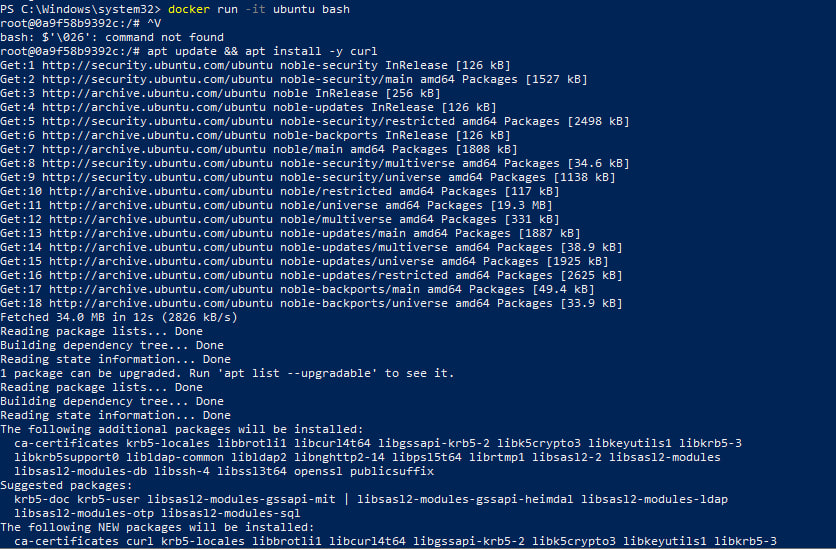 PS C:\Windows\system32> docker run -it ubuntu bash
root@0a9f58b9392c:/# ^V
bash: $'\026': command not found
root@0a9f58b9392c:/# apt update && apt install -y curl
Get:1 http://security.ubuntu.com/ubuntu noble-security InRelease [126 kB]
Get:2 http://security.ubuntu.com/ubuntu noble-security/main amd64 Packages [1527 kB]
Get:3 http://archive.ubuntu.com/ubuntu noble InRelease [256 kB]
Get:4 http://archive.ubuntu.com/ubuntu noble-updates InRelease [126 kB]
Get:5 http://security.ubuntu.com/ubuntu noble-security/restricted amd64 Packages [2498 kB]
Get:6 http://archive.ubuntu.com/ubuntu noble-backports InRelease [126 kB]
Get:7 http://archive.ubuntu.com/ubuntu noble/main amd64 Packages [1808 kB]
Get:8 http://security.ubuntu.com/ubuntu noble-security/multiverse amd64 Packages [34.6 kB]
Get:9 http://security.ubuntu.com/ubuntu noble-security/universe amd64 Packages [1138 kB]
Get:10 http://archive.ubuntu.com/ubuntu noble/restricted amd64 Packages [117 kB]
Get:11 http://archive.ubuntu.com/ubuntu noble/universe amd64 Packages [19.3 MB]
Get:12 http://archive.ubuntu.com/ubuntu noble/multiverse amd64 Packages [331 kB]
Get:13 http://archive.ubuntu.com/ubuntu noble-updates/main amd64 Packages [1887 kB]
Get:14 http://archive.ubuntu.com/ubuntu noble-updates/multiverse amd64 Packages [38.9 kB]
Get:15 http://archive.ubuntu.com/ubuntu noble-updates/universe amd64 Packages [1925 kB]
Get:16 http://archive.ubuntu.com/ubuntu noble-updates/restricted amd64 Packages [2625 kB]
Get:17 http://archive.ubuntu.com/ubuntu noble-backports/main amd64 Packages [49.4 kB]
Get:18 http://archive.ubuntu.com/ubuntu noble-backports/universe amd64 Packages [33.9 kB]
Fetched 34.0 MB in 12s (2826 kB/s)
Reading package lists... Done
Building dependency tree... Done
Reading state information... Done
1 package can be upgraded. Run 'apt list --upgradable' to see it.
Reading package lists... Done
Building dependency tree... Done
Reading state information... Done
The following additional packages will be installed:
  ca-certificates krb5-locales libbrotli1 libcurl4t64 libgssapi-krb5-2 libk5crypto3 libkeyutils1 libkrb5-3
  libkrb5support0 libldap-common libldap2 libnghttp2-14 libpsl5t64 librtmp1 libsasl2-2 libsasl2-modules
  libsasl2-modules-db libssh-4 libssl3t64 openssl publicsuffix
Suggested packages:
  krb5-doc krb5-user libsasl2-modules-gssapi-mit | libsasl2-modules-gssapi-heimdal libsasl2-modules-ldap
  libsasl2-modules-otp libsasl2-modules-sql
The following NEW packages will be installed:
  ca-certificates curl krb5-locales libbrotli1 libcurl4t64 libgssapi-krb5-2 libk5crypto3 libkeyutils1 libkrb5-3